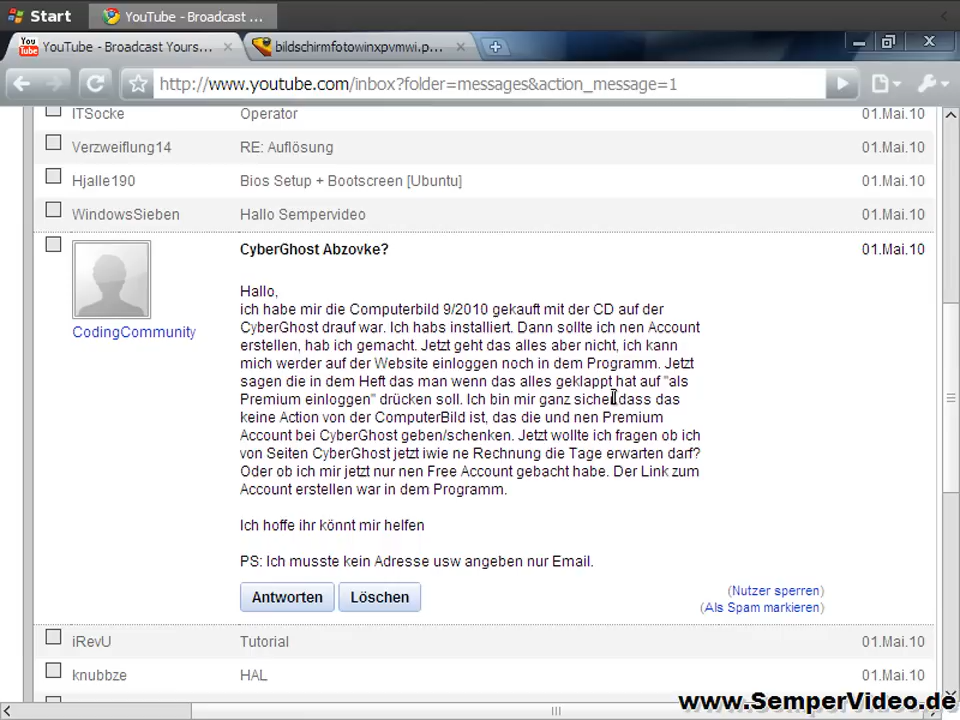 Start
YouTube - Broadcast ...
YouTube - Broadcast Yours...
bildschirmfotowinxpvmwi.p...
http://www.youtube.com/inbox?folder=messages&action_message=1
ITSocke Operator 01.Mai.10
Verzweiflung14 RE: Auflösung 01.Mai.10
Hjalle190 Bios Setup + Bootscreen [Ubuntu] 01.Mai.10
WindowsSieben Hallo Sempervideo 01.Mai.10
CyberGhost Abzovke? 01.Mai.10
CodingCommunity
Hallo,
ich habe mir die Computerbild 9/2010 gekauft mit der CD auf der
CyberGhost drauf war. Ich habs installiert. Dann sollte ich nen Account
erstellen, hab ich gemacht. Jetzt geht das alles aber nicht, ich kann
mich werder auf der Website einloggen noch in dem Programm. Jetzt
sagen die in dem Heft das man wenn das alles geklappt hat auf "als
Premium einloggen" drücken soll. Ich bin mir ganz sicher dass das
keine Action von der ComputerBild ist, das die und nen Premium
Account bei CyberGhost geben/schenken. Jetzt wollte ich fragen ob ich
von Seiten CyberGhost jetzt iwie ne Rechnung die Tage erwarten darf?
Oder ob ich mir jetzt nur nen Free Account gebacht habe. Der Link zum
Account erstellen war in dem Programm.
Ich hoffe ihr könnt mir helfen
PS: Ich musste kein Adresse usw angeben nur Email.
Antworten Löschen
(Nutzer sperren)
(Als Spam markieren)
iRevU Tutorial 01.Mai.10
knubbze HAL 01.Mai.10
www.SemperVideo.de